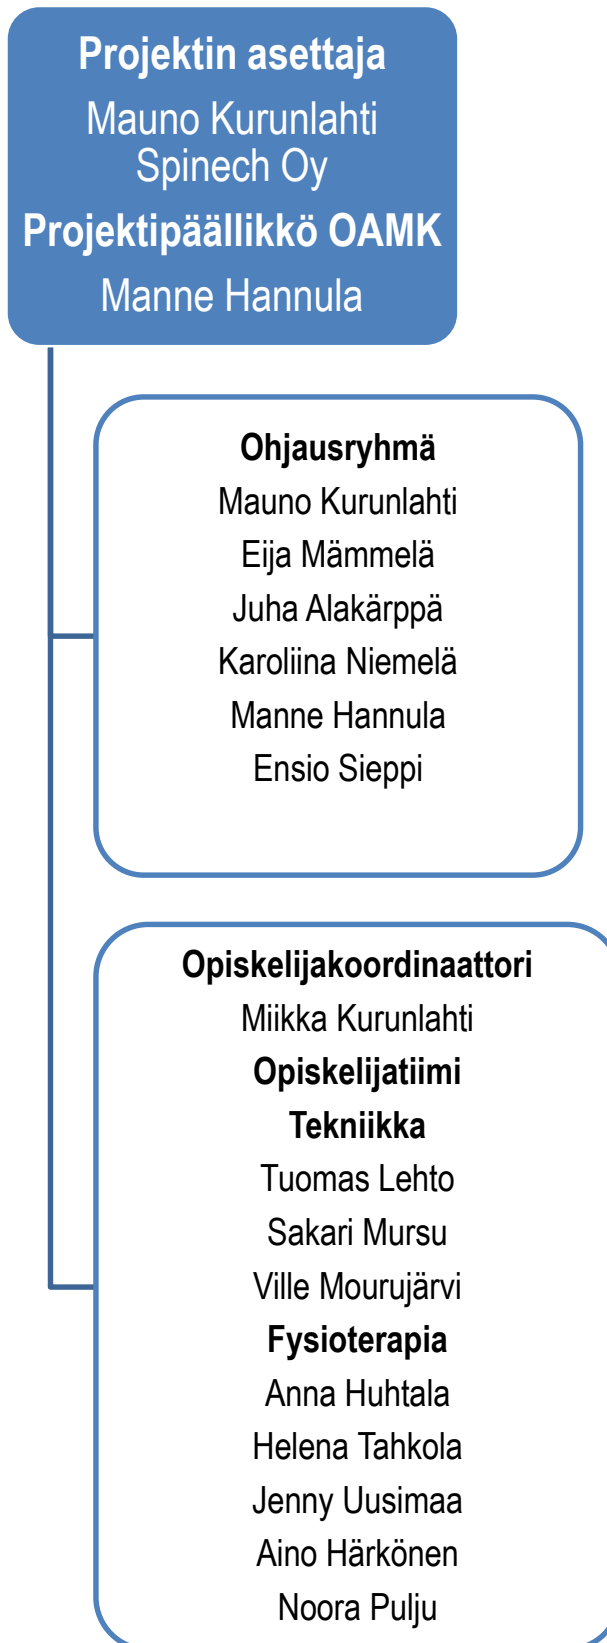 Projektin asettaja
Mauno Kurunlahti
Spinech Oy
Projektipäällikkö OAMK
Manne Hannula
Ohjausryhmä
Mauno Kurunlahti
Eija Mämmelä
Juha Alakärppä
Karoliina Niemelä
Manne Hannula
Ensio Sieppi
Opiskelijakoordinaattori
Miikka Kurunlahti
Opiskelijatiimi
Tekniikka
Tuomas Lehto
Sakari Mursu
Ville Mourujärvi
Fysioterapia
Anna Huhtala
Helena Tahkola
Jenny Uusimaa
Aino Härkönen
Noora Pulju